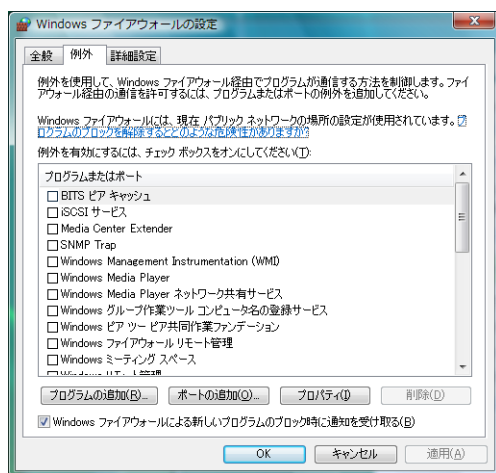 Windows ファイアウォールの設定
全般 例外 詳細設定
例外を使用して、Windows ファイアウォール経由でプログラムが通信する方法を制御します。ファイ
アウォール経由の通信を許可するには、プログラムまたはポートの例外を追加してください。
Windows ファイアウォールには、現在 パブリック ネットワークの場所の設定が使用されています。プ
ログラムのブロックを解除するとどのような危険性がありますか?
例外を有効にするには、チェック ボックスをオンにしてください(T):
プログラムまたはポート
BITS ピア キャッシュ
iSCSI サービス
Media Center Extender
SNMP Trap
Windows Management Instrumentation (WMI)
Windows Media Player
Windows Media Player ネットワーク共有サービス
Windows グループ作業ツール コンピュータ名の登録サービス
Windows ピア ツー ピア共同作業ファンデーション
Windows ファイアウォール リモート管理
Windows ミーティング スペース
Windows リモート管理
プログラムの追加(R)... ポートの追加(O)... プロパティ(I) 削除(D)
Windows ファイアウォールによる新しいプログラムのブロック時に通知を受け取る(B)
OK キャンセル 適用(A)